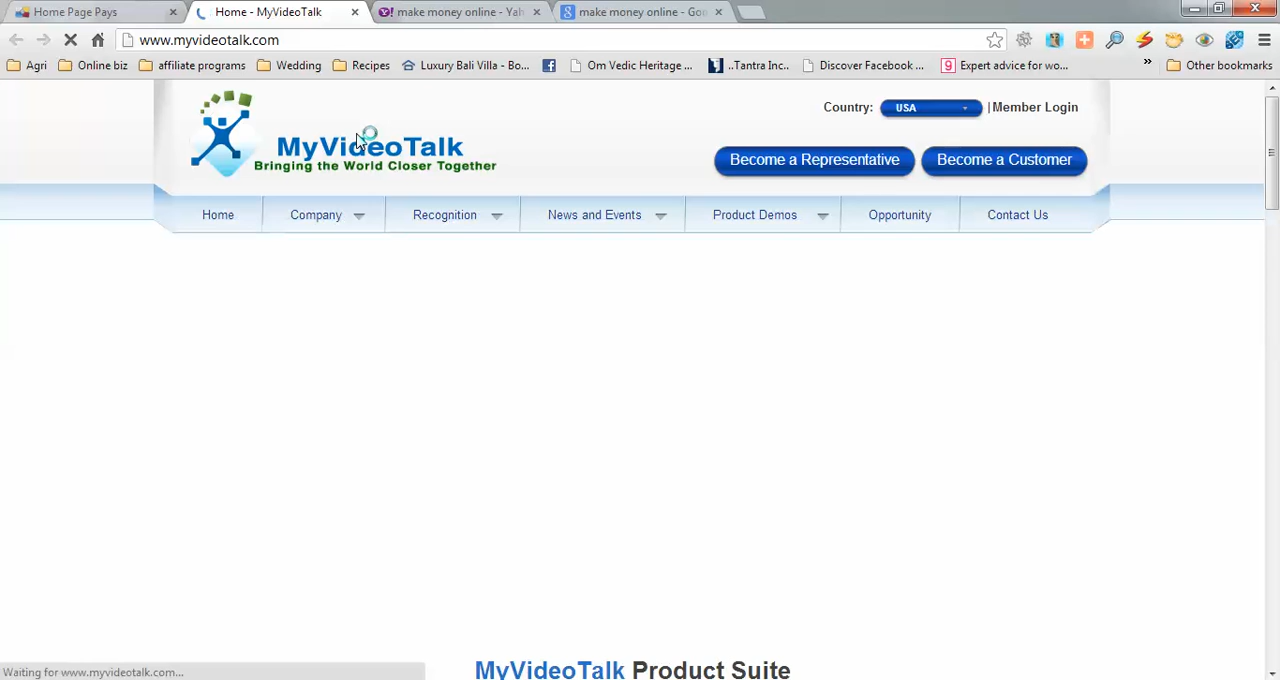 Home Page Pays
Home - MyVideoTalk
make money online - Yah
make money online - Goo
www.myvideotalk.com
Agri
Online biz
affiliate programs
Wedding
Recipes
Luxury Bali Villa - Bo...
Om Vedic Heritage ...
..Tantra Inc..
Discover Facebook ...
9
Expert advice for wo...
»
Other bookmarks
MyVideoTalk
Bringing the World Closer Together
Country:
USA
| Member Login
Become a Representative
Become a Customer
Home
Company
Recognition
News and Events
Product Demos
Opportunity
Contact Us
MyVideoTalk Product Suite
Waiting for www.myvideotalk.com...